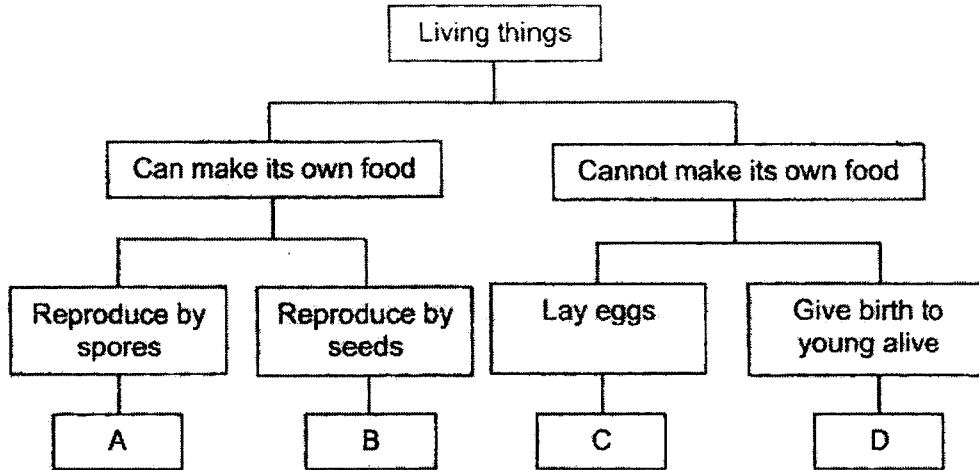 Living things
Can make its own food
Cannot make its own food
Reproduce by
spores
Reproduce by
seeds
Lay eggs
Give birth to
young alive
A
B
C
D